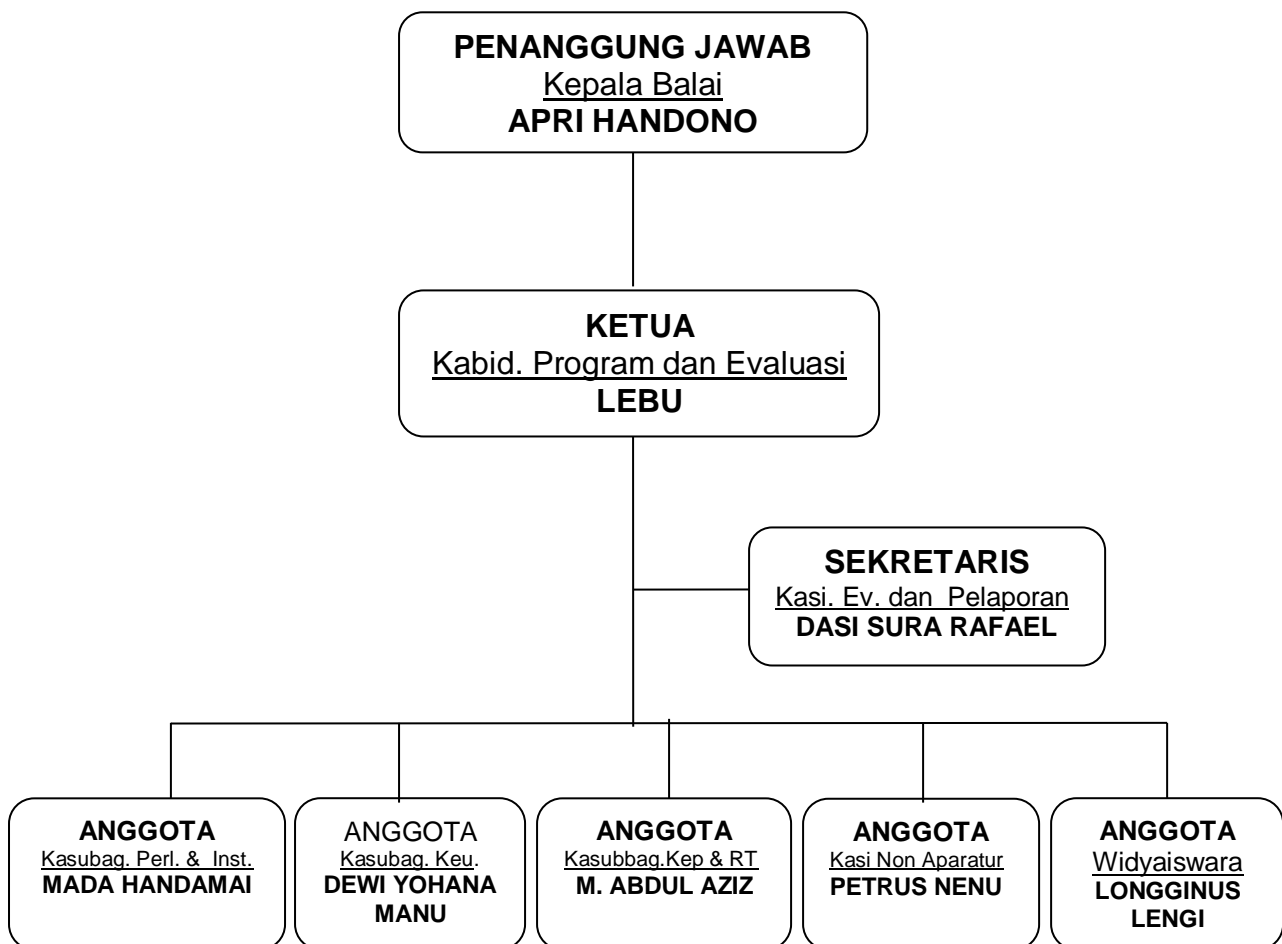 PENANGGUNG JAWAB
Kepala Balai
APRI HANDONO
KETUA
Kabid. Program dan Evaluasi
LEBU
SEKRETARIS
Kasi. Ev. dan  Pelaporan
DASI SURA RAFAEL
ANGGOTA
Kasubag. Perl. &  Inst.
MADA HANDAMAI
ANGGOTA
Kasubag. Keu.
DEWI YOHANA
MANU
ANGGOTA
Kasubbag.Kep & RT
M. ABDUL AZIZ
ANGGOTA
Kasi Non Aparatur
PETRUS NENU
ANGGOTA
Widyaiswara
LONGGINUS
LENGI